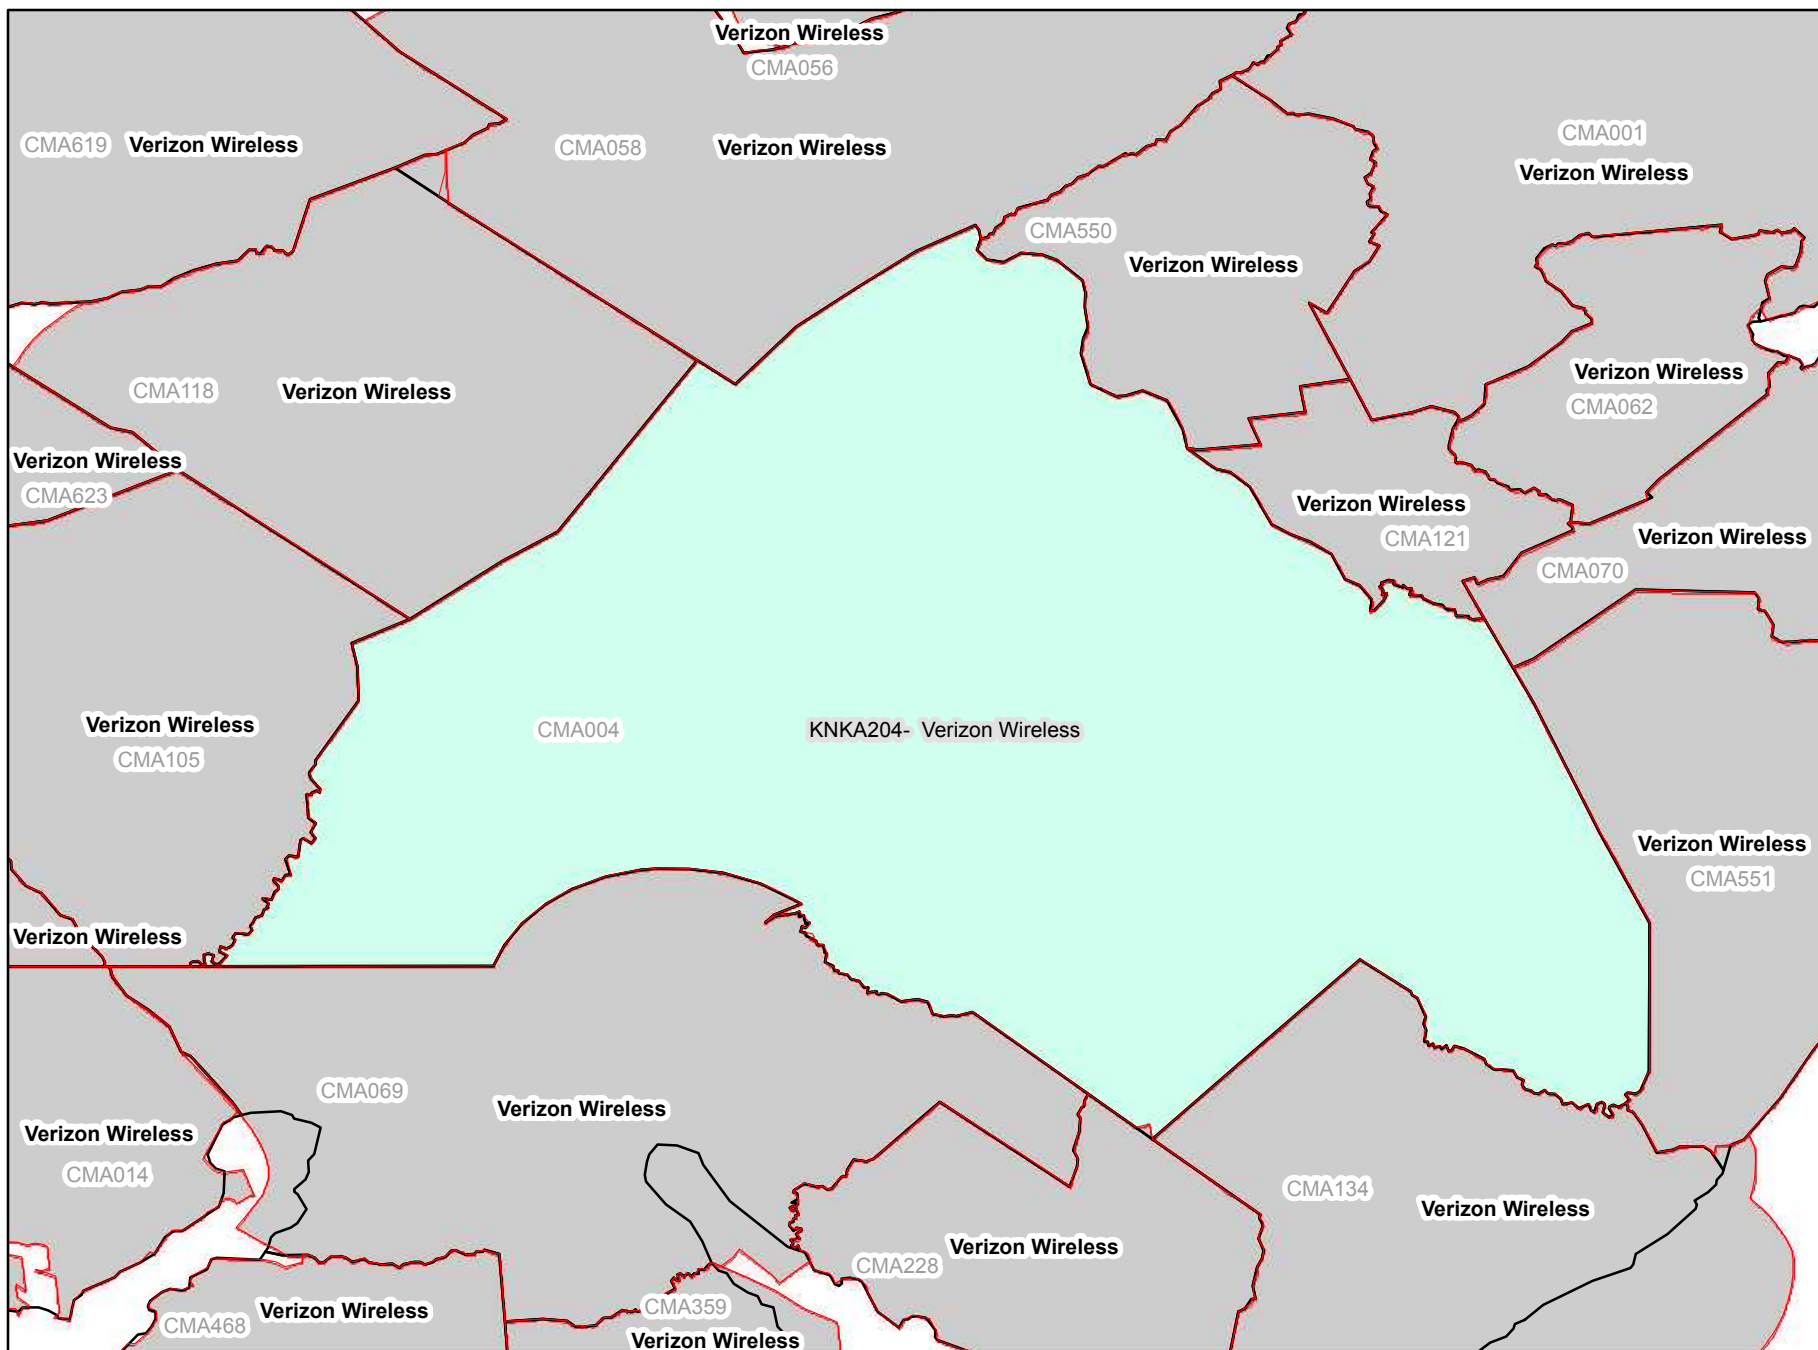 Verizon Wireless
CMA056
CMA619 Verizon Wireless
CMA058 Verizon Wireless
CMA001
Verizon Wireless
CMA550
Verizon Wireless
CMA118 Verizon Wireless
Verizon Wireless
CMA062
Verizon Wireless
CMA623
Verizon Wireless
CMA121
Verizon Wireless
CMA070
Verizon Wireless
CMA105
CMA004
KNKA204- Verizon Wireless
Verizon Wireless
CMA551
Verizon Wireless
CMA069
Verizon Wireless
Verizon Wireless
CMA014
CMA134
Verizon Wireless
Verizon Wireless
CMA228
CMA468 Verizon Wireless
CMA359
Verizon Wireless